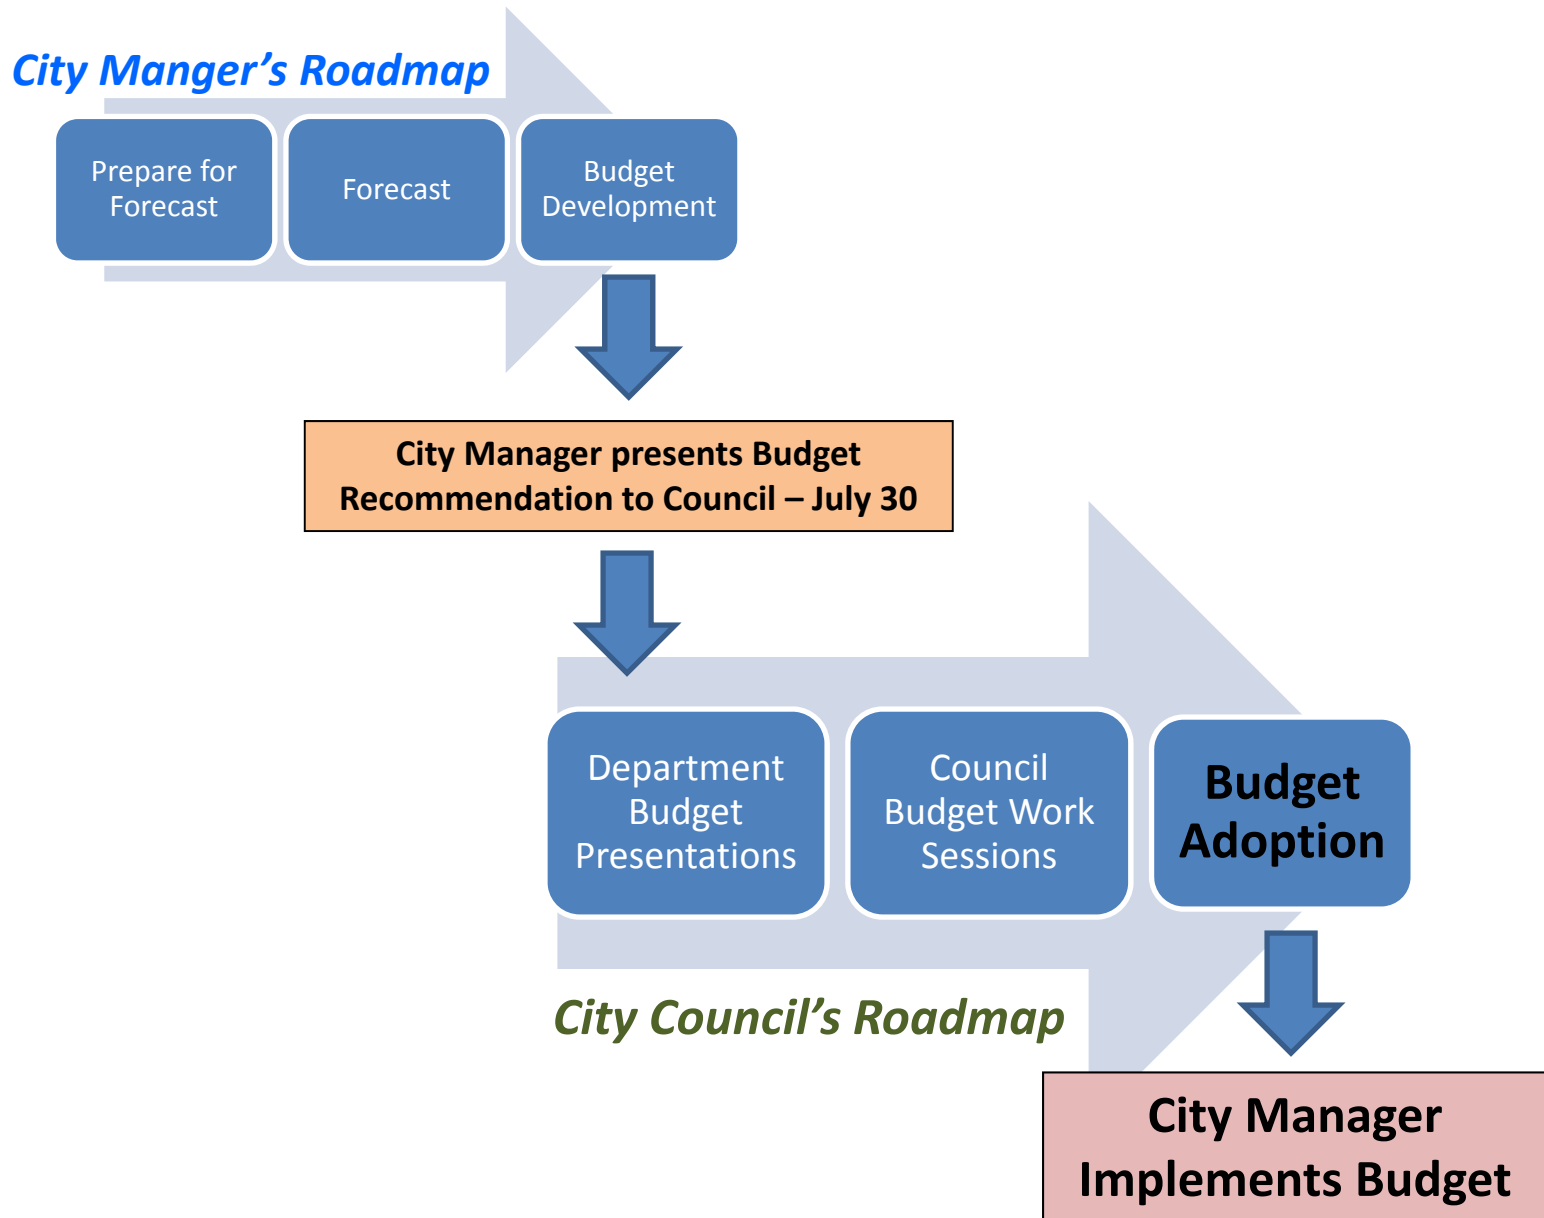 City Manger’s Roadmap
Prepare for
Forecast
Forecast
Budget
Development
City Manager presents Budget
Recommendation to Council – July 30
Department
Budget
Presentations
Council
Budget Work
Sessions
Budget
Adoption
City Council’s Roadmap
City Manager
Implements Budget